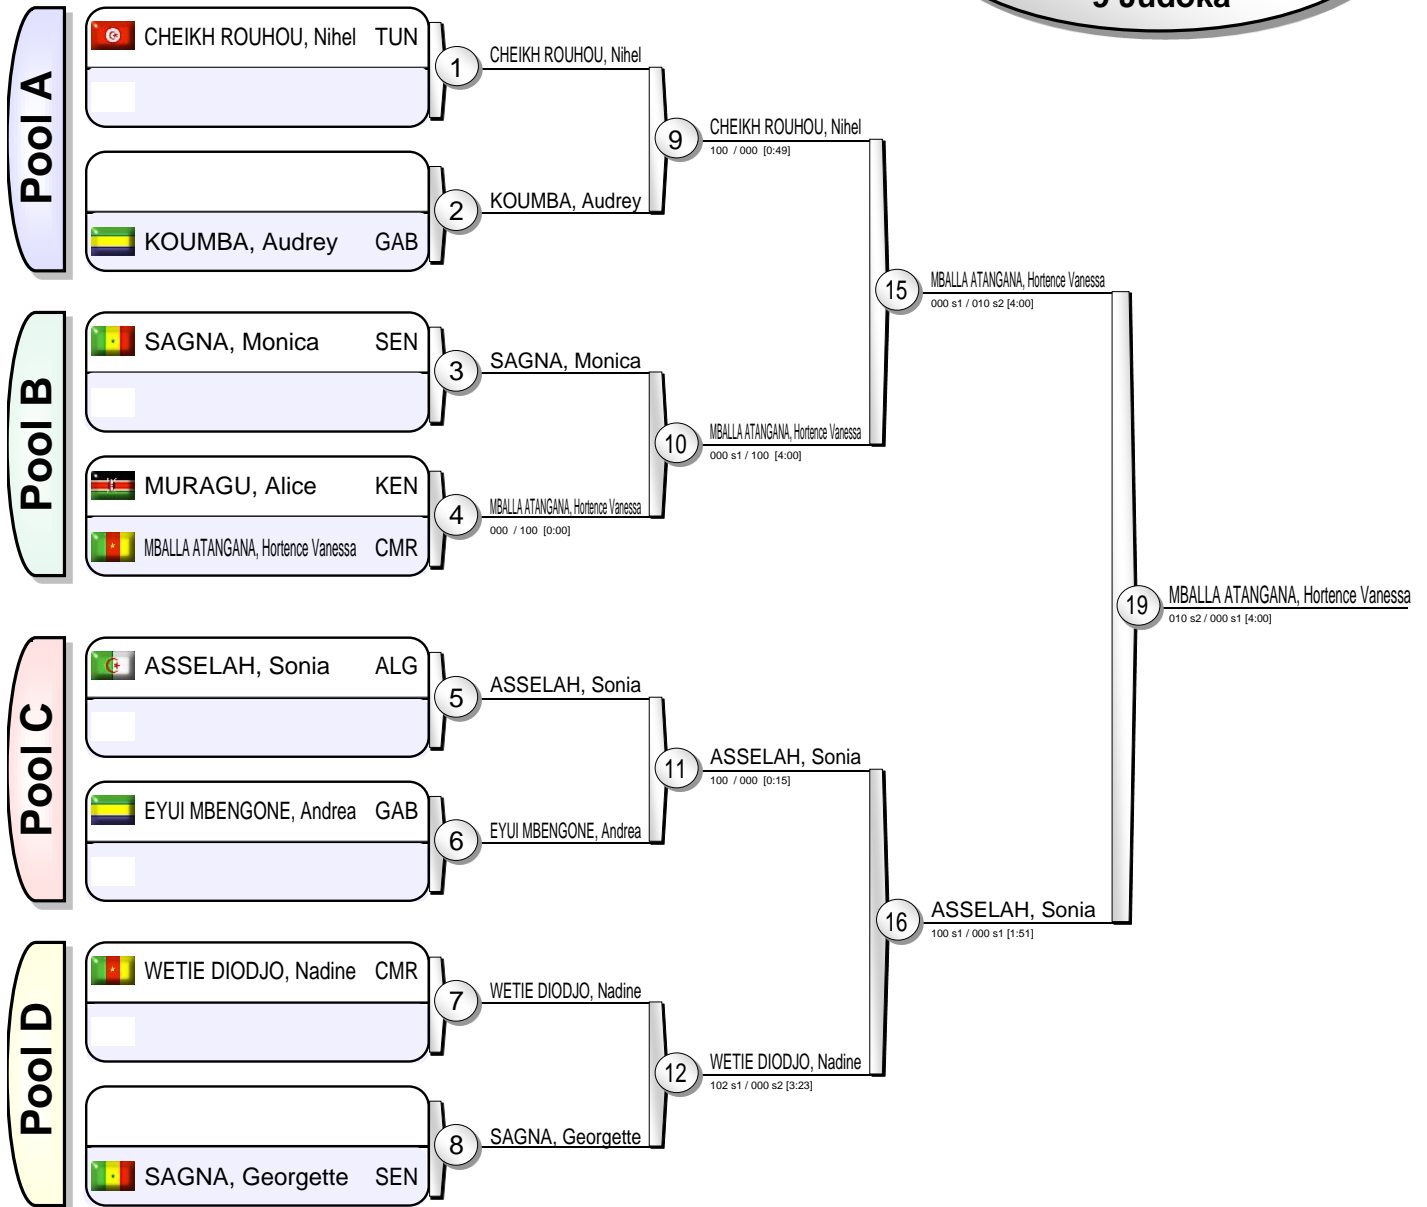 9 Judoka
Pool A
CHEIKH ROUHOU, Nihel TUN
1
CHEIKH ROUHOU, Nihel
KOUMBA, Audrey GAB
2
KOUMBA, Audrey
9
CHEIKH ROUHOU, Nihel
100 / 000 [0:49]
Pool B
SAGNA, Monica SEN
3
SAGNA, Monica
MURAGU, Alice KEN
MBALLA ATANGANA, Hortence Vanessa CMR
4
MBALLA ATANGANA, Hortence Vanessa
000 / 100 [0:00]
10
MBALLA ATANGANA, Hortence Vanessa
000 s1 / 100 [4:00]
15
MBALLA ATANGANA, Hortence Vanessa
000 s1 / 010 s2 [4:00]
Pool C
ASSELAH, Sonia ALG
5
ASSELAH, Sonia
EYUI MBENGONE, Andrea GAB
6
EYUI MBENGONE, Andrea
11
ASSELAH, Sonia
100 / 000 [0:15]
Pool D
WETIE DIODJO, Nadine CMR
7
WETIE DIODJO, Nadine
SAGNA, Georgette SEN
8
SAGNA, Georgette
12
WETIE DIODJO, Nadine
102 s1 / 000 s2 [3:23]
16
ASSELAH, Sonia
100 s1 / 000 s1 [1:51]
19
MBALLA ATANGANA, Hortence Vanessa
010 s2 / 000 s1 [4:00]